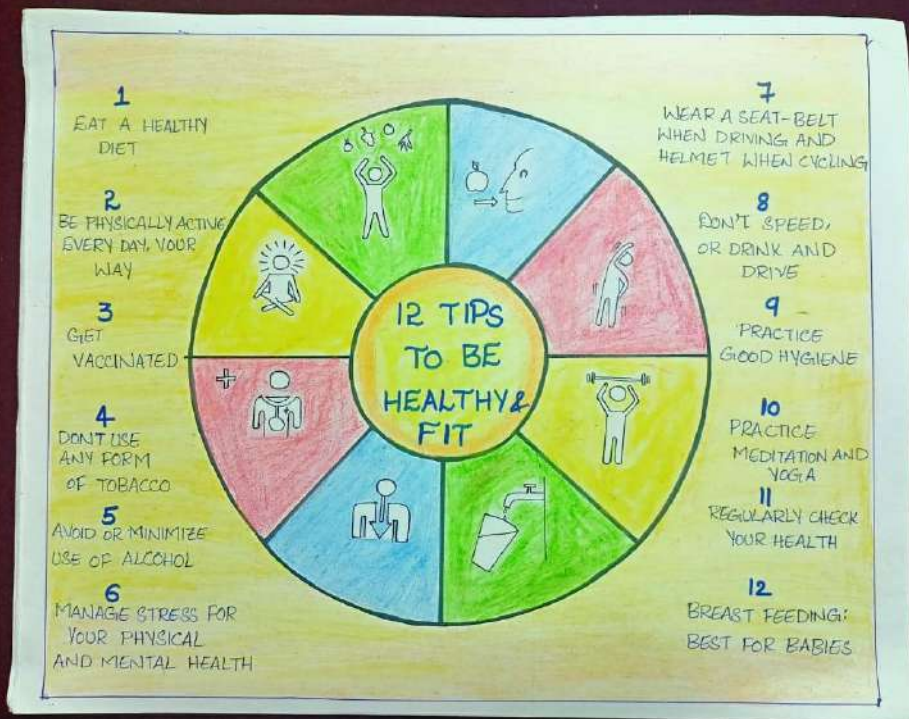 1
EAT A HEALTHY
DIET
2
BE PHYSICALLY ACTIVE
EVERY DAY, YOUR
WAY
3
GET
VACCINATED
4
DONT USE
ANY FORM
OF TOBACCO
5
AVOID OR MINIMIZE
USE OF ALCOHOL
6
MANAGE STRESS FOR
YOUR PHYSICAL
AND MENTAL HEALTH
12 TIPS
TO BE
HEALTHY &
FIT
7
WEAR A SEAT-BELT
WHEN DRIVING AND
HELMET WHEN CYCLING
8
DON'T SPEED,
OR DRINK AND
DRIVE
9
PRACTICE
GOOD HYGIENE
10
PRACTICE
MEDITATION AND
YOGA
11
REGULARLY CHECK
YOUR HEALTH
12
BREAST FEEDING:
BEST FOR BABIES